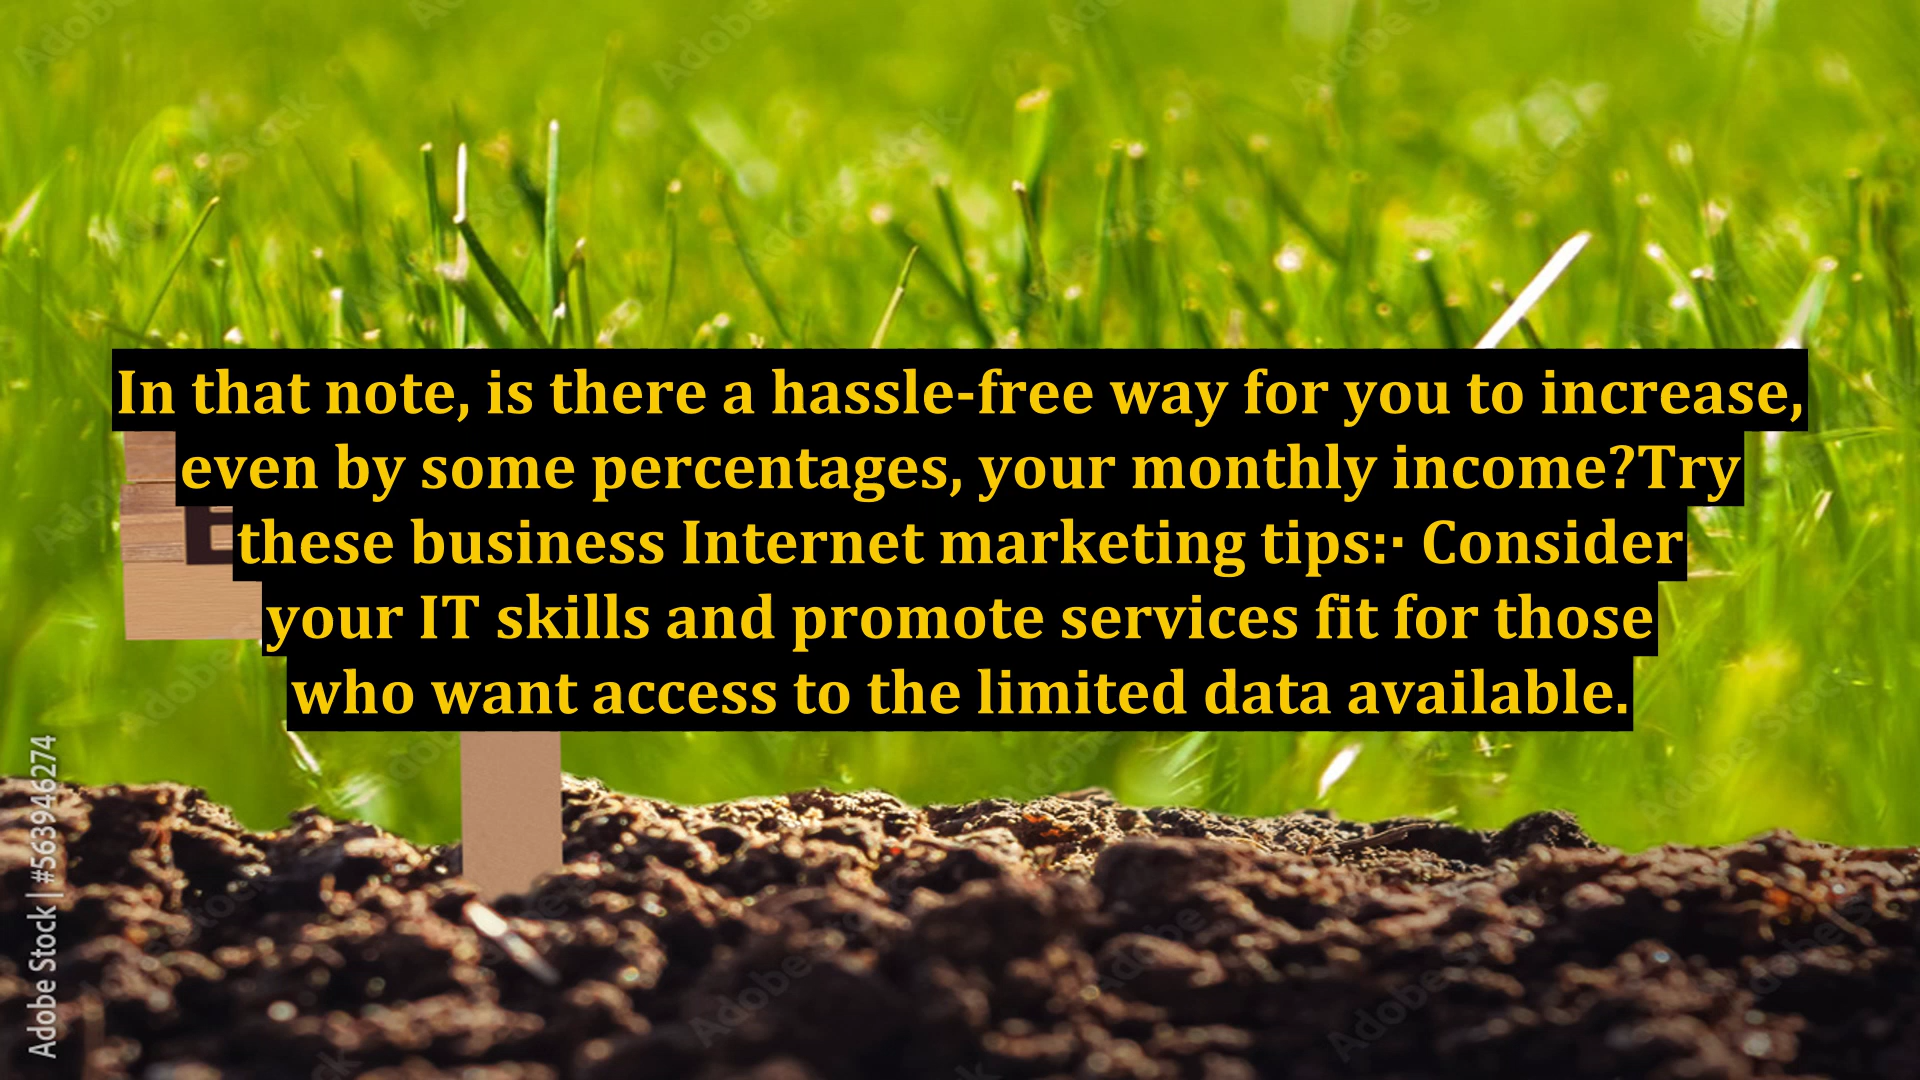 In that note, is there a hassle-free way for you to increase,
even by some percentages, your monthly income?Try
these business Internet marketing tips:· Consider
your IT skills and promote services fit for those
who want access to the limited data available.
Adobe Stock | #563946274